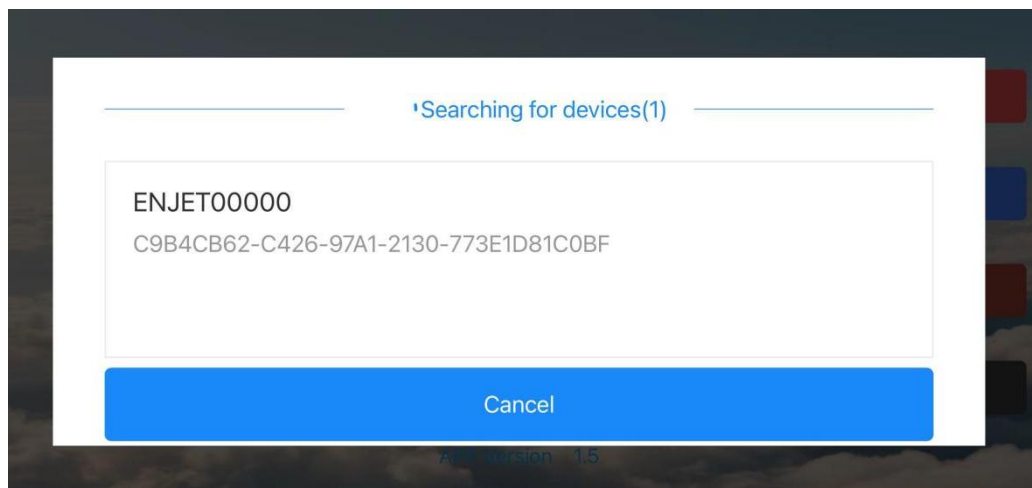 Searching for devices(1)
ENJET00000
C9B4CB62-C426-97A1-2130-773E1D81C0BF
Cancel
Version 1.5